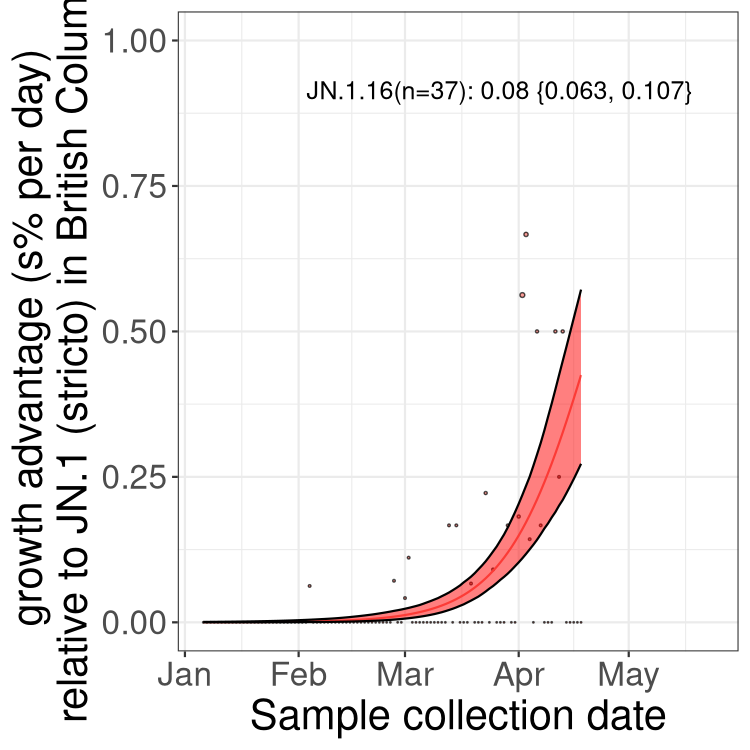 growth advantage (s% per day)
relative to JN.1 (stricto) in British Colum
1.00
0.75
0.50
0.25
0.00
JN.1.16(n=37): 0.08 {0.063, 0.107}
Jan Feb Mar Apr May
Sample collection date